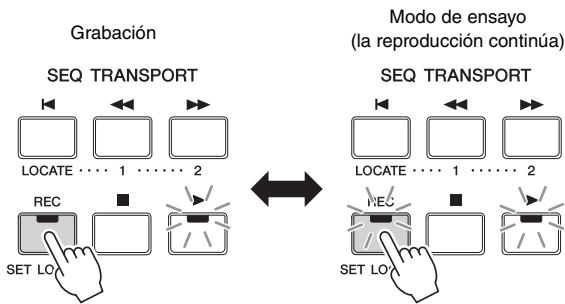 Grabación
Modo de ensayo
(la reproducción continúa)
SEQ TRANSPORT
LOCATE 1 2
REC
SET LO
SEQ TRANSPORT
LOCATE 1 2
REC
SET LO